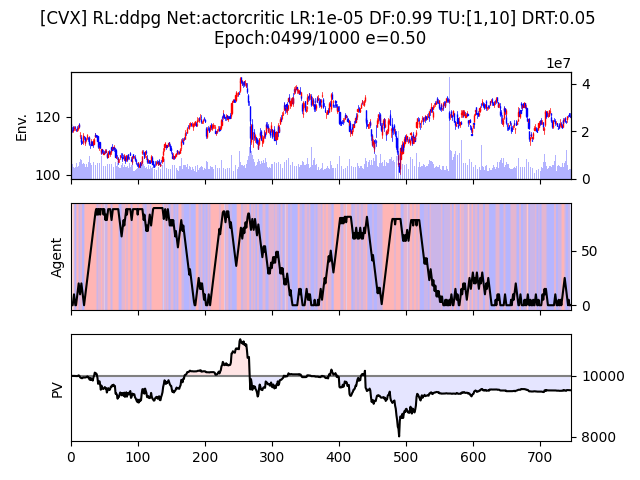 [CVX] RL:ddpg Net:actorcritic LR:1e-05 DF:0.99 TU:[1,10] DRT:0.05
Epoch:0499/1000 e=0.50
1e7
Env.
120
100
4
2
0
Agent
50
0
PV
10000
8000
0 100 200 300 400 500 600 700